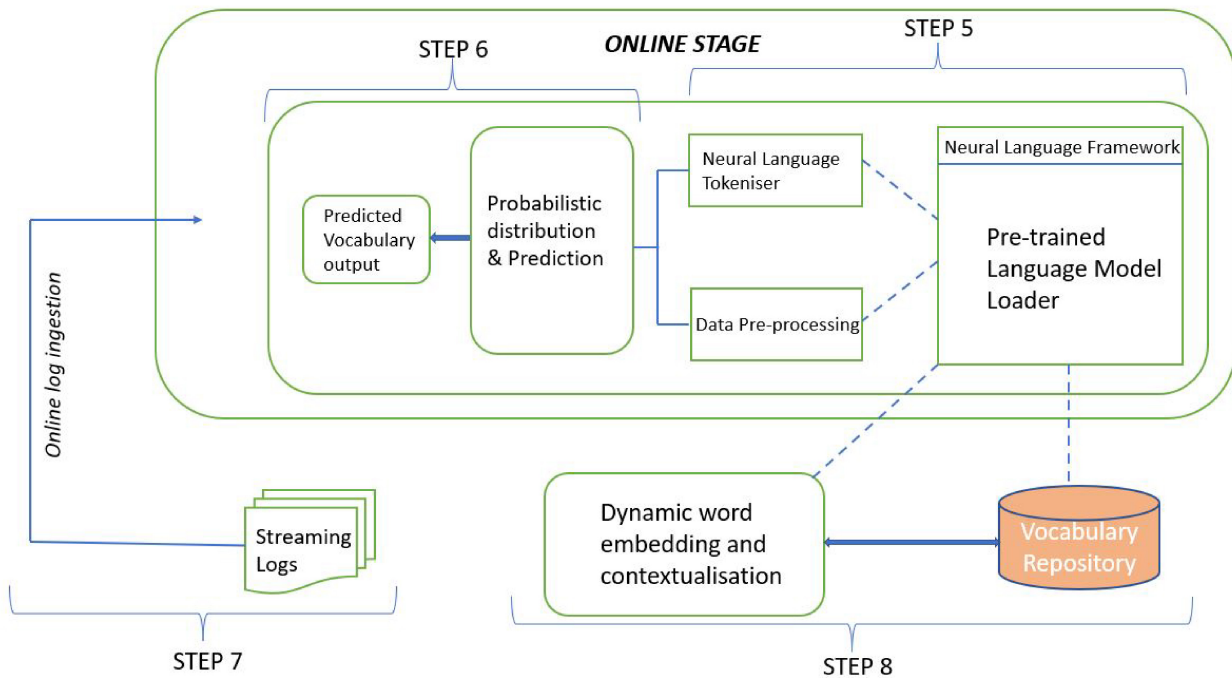 STEP 6
ONLINE STAGE
STEP 5
Neural Language
Tokeniser
Neural Language Framework
Predicted
Vocabulary
output
Probabilistic
distribution
& Prediction
Pre-trained
Language Model
Loader
Data Pre-processing
Online log ingestion
Streaming
Logs
Dynamic word
embedding and
contextualisation
Vocabulary
Repository
STEP 7
STEP 8